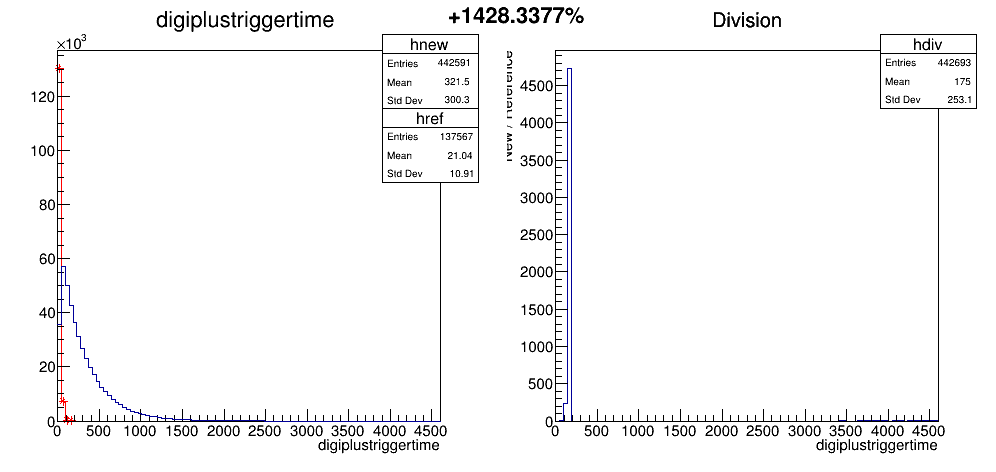 digiplustriggertime
+1428.3377%
Division
×10³
hnew
Entries 442591
Mean 321.5
Std Dev 300.3
href
Entries 137567
Mean 21.04
Std Dev 10.91
120
100
80
60
40
20
0
0 500 1000 1500 2000 2500 3000 3500 4000 4500
digiplustriggertime
hdiv
Entries 442693
Mean 175
Std Dev 253.1
New / Reference
4500
4000
3500
3000
2500
2000
1500
1000
500
0
0 500 1000 1500 2000 2500 3000 3500 4000 4500
digiplustriggertime